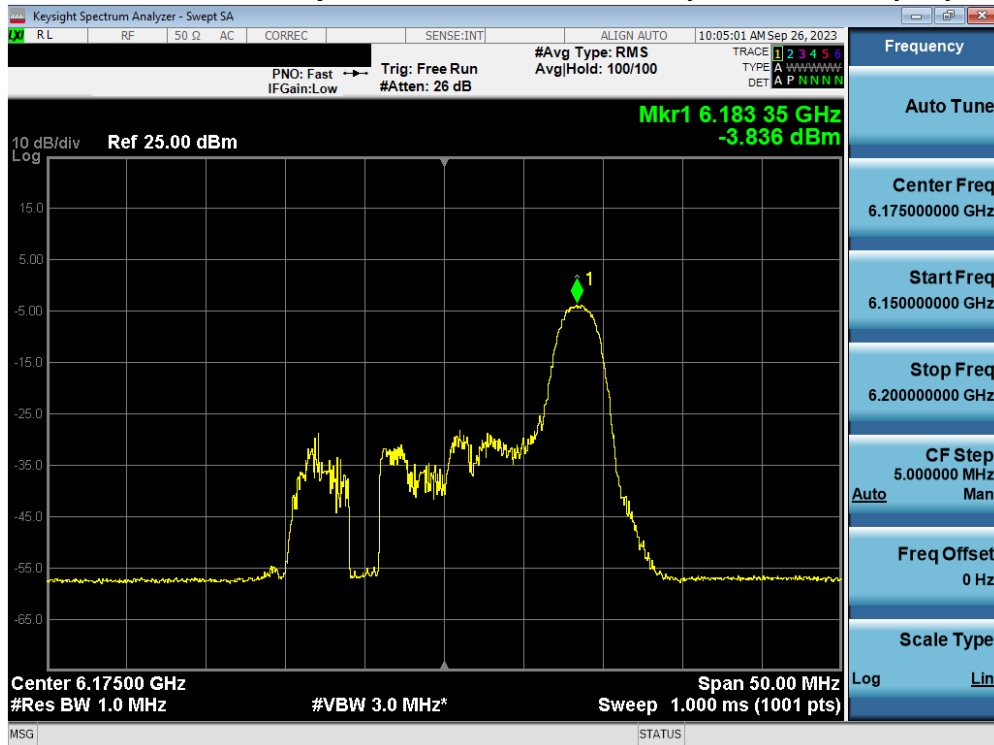 Keysight Spectrum Analyzer - Swept SA
LXI RL RF 50 Ω AC CORREC SENSE:INT ALIGN AUTO 10:05:01 AM Sep 26, 2023
PNO: Fast
IFGain:Low
Trig: Free Run
#Atten: 26 dB
#Avg Type: RMS
Avg|Hold: 100/100
TRACE 1 2 3 4 5 6
TYPE A WWWWW
DET A P N N N N
Mkr1 6.183 35 GHz
-3.836 dBm
10 dB/div Ref 25.00 dBm
Log
15.0
5.00
1
-5.00
-15.0
-25.0
-35.0
-45.0
-55.0
-65.0
Center 6.17500 GHz Span 50.00 MHz
#Res BW 1.0 MHz #VBW 3.0 MHz* Sweep 1.000 ms (1001 pts)
MSG STATUS
Frequency
Auto Tune
Center Freq
6.175000000 GHz
Start Freq
6.150000000 GHz
Stop Freq
6.200000000 GHz
CF Step
5.000000 MHz
Auto Man
Freq Offset
0 Hz
Scale Type
Log Lin